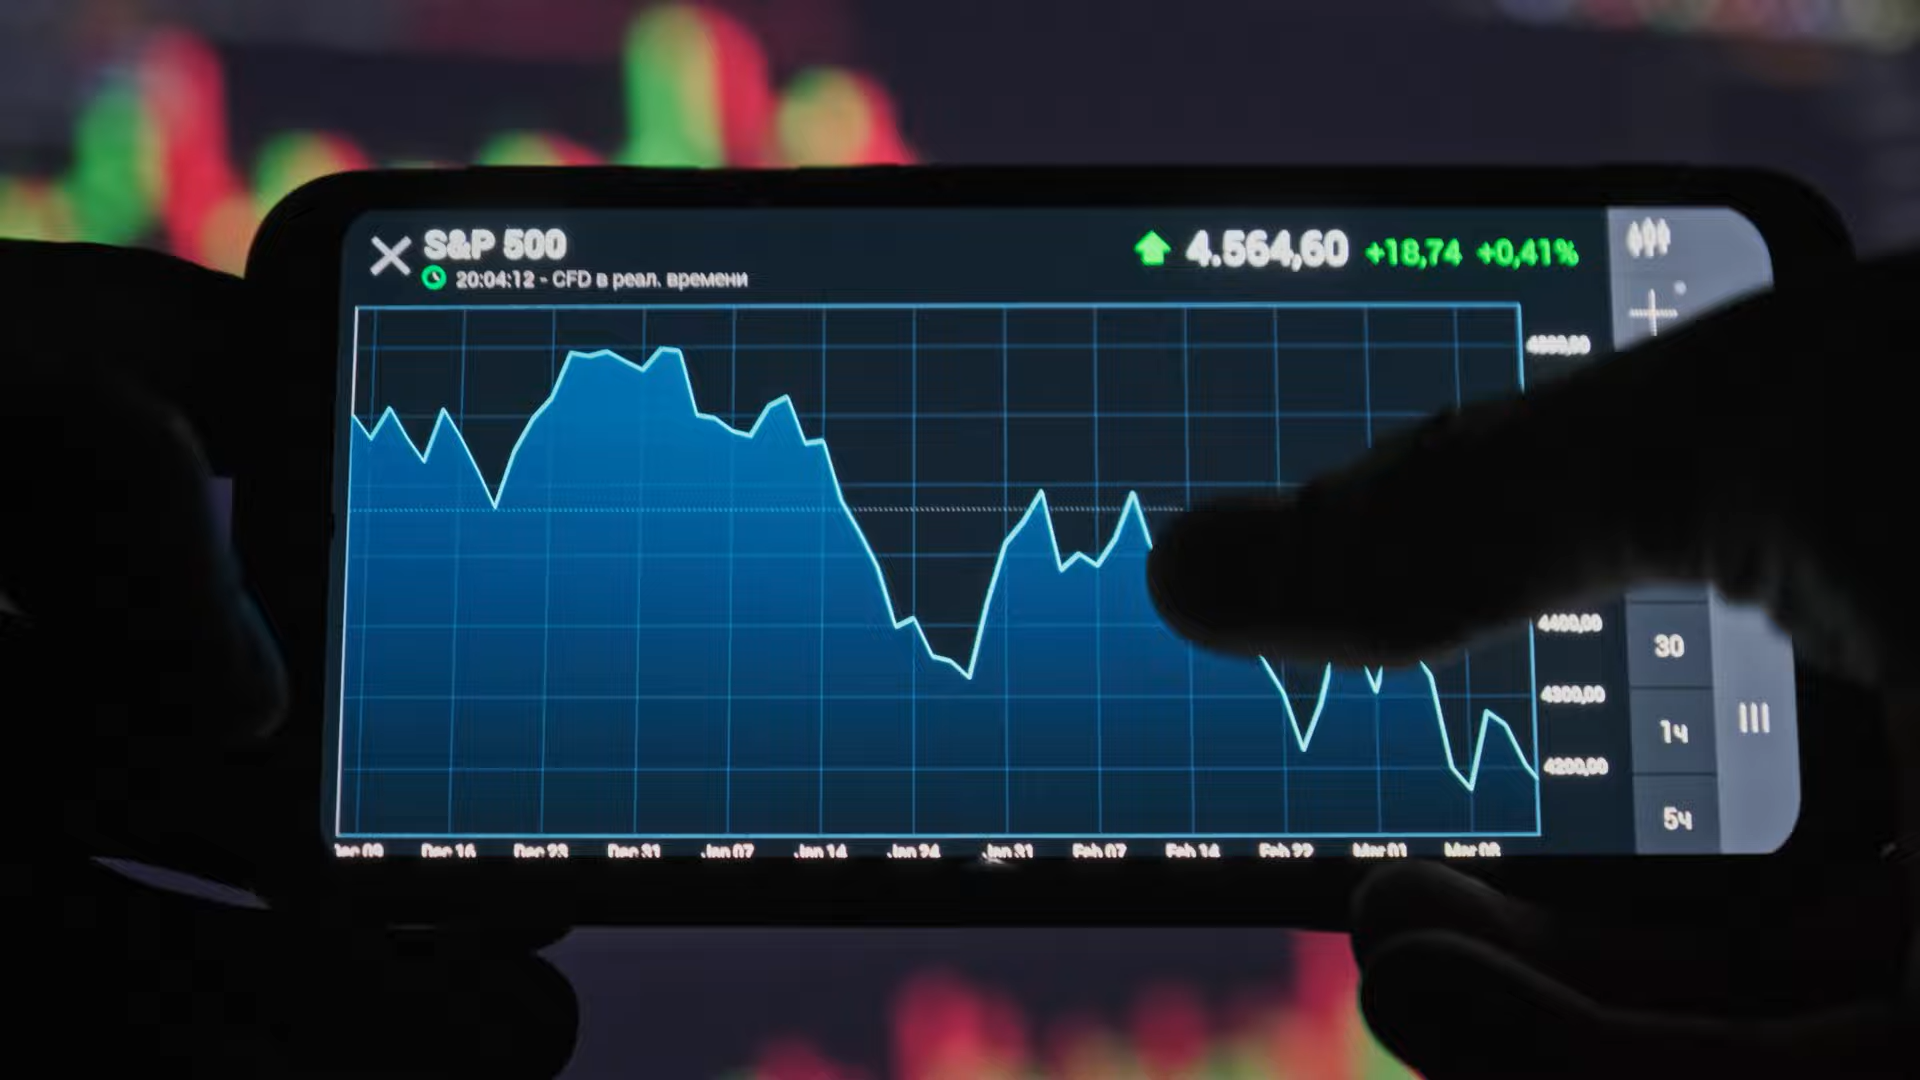 S&P 500
20:04:12 - CFD в реал. времени
4.564,60 +18,74 +0,41%
4400,00
4300,00
4200,00
30
1ч
5ч
Dec 16 Dec 23 Dec 31 Jan 07 Jan 14 Jan 24 Jan 31 Feb 07 Feb 14 Feb 22 Mar 01 Mar 08